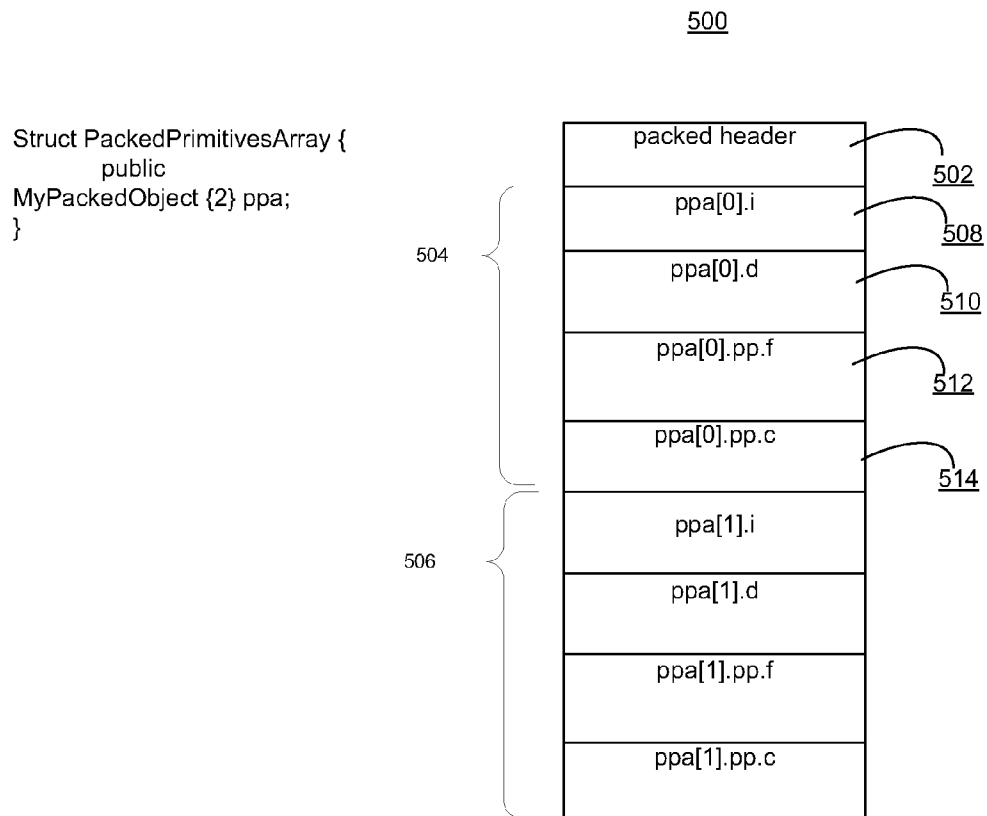 500
Struct PackedPrimitivesArray {
public
MyPackedObject {2} ppa;
}
packed header
502
504
ppa[0].i
508
ppa[0].d
510
ppa[0].pp.f
512
ppa[0].pp.c
514
506
ppa[1].i
ppa[1].d
ppa[1].pp.f
ppa[1].pp.c